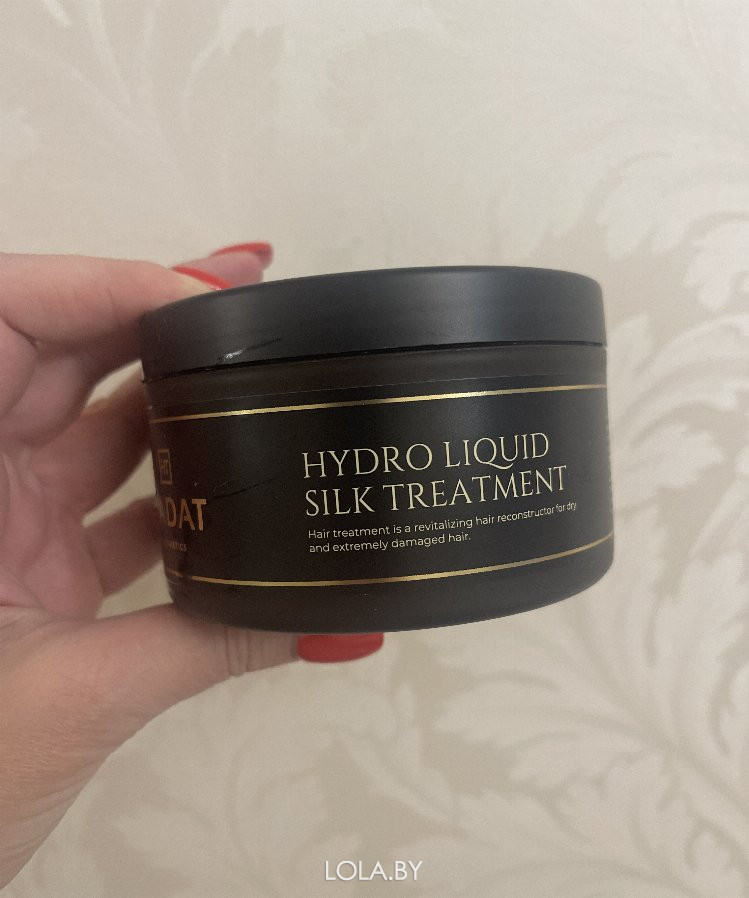 HYDRO LIQUID
SILK TREATMENT
Hair treatment is a revitalizing hair reconstructor for dry
and extremely damaged hair.
LOLA.BY